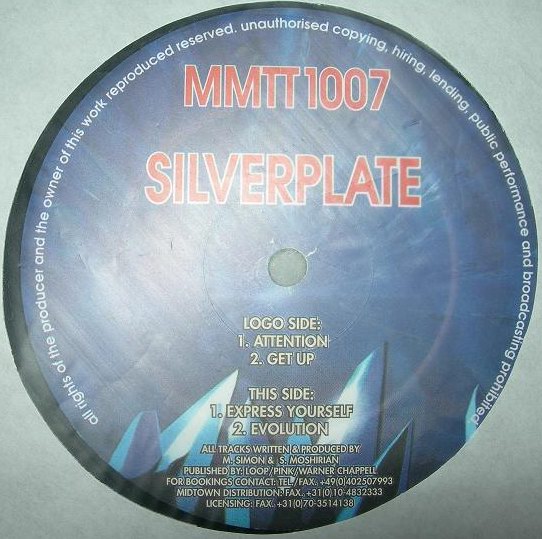 all rights of the producer and the owner of this work reproduced reserved. unauthorised copying, hiring, lending, public performance and broadcasting prohibited
MMTT1007
SILVERPLATE
LOGO SIDE:
1. ATTENTION
2. GET UP
THIS SIDE:
1. EXPRESS YOURSELF
2. EVOLUTION
ALL TRACKS WRITTEN & PRODUCED BY
M. SIMON & S. MOSHIRIAN
PUBLISHED BY: LOOP/PINK/WARNER CHAPPELL
FOR BOOKINGS CONTACT: TEL/FAX.. +49(0)402507993
MIDTOWN DISTRIBUTION: FAX.. +31(0)10-4832333
LICENSING: FAX.. +31(0)70-3514138